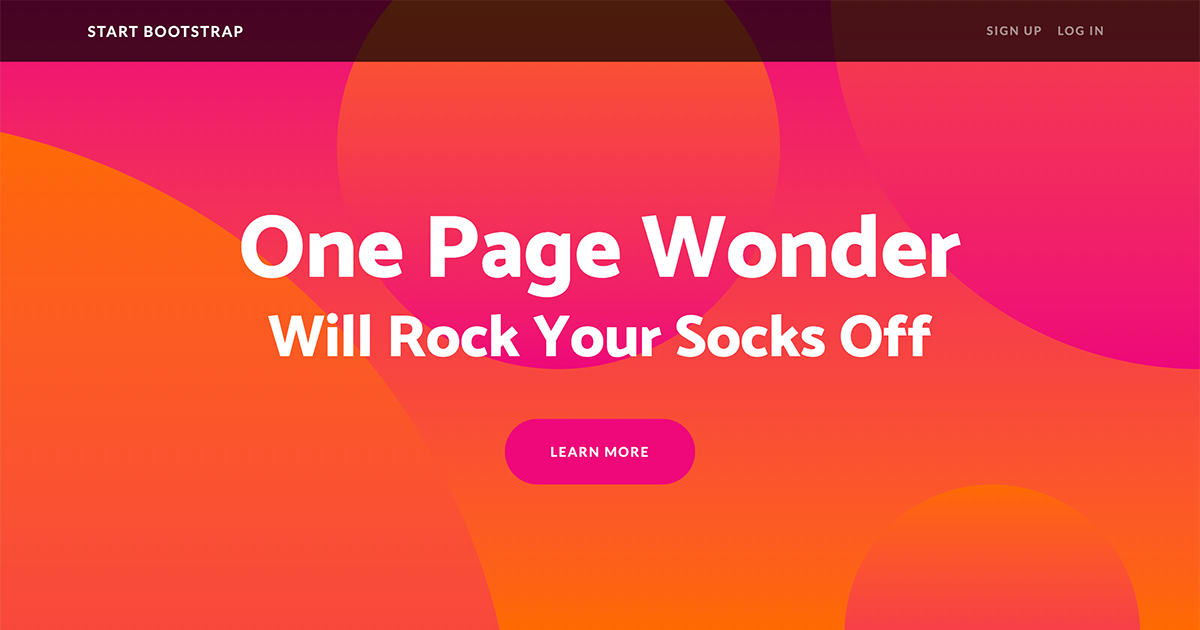 START BOOTSTRAP
SIGN UP LOG IN
One Page Wonder
Will Rock Your Socks Off
LEARN MORE